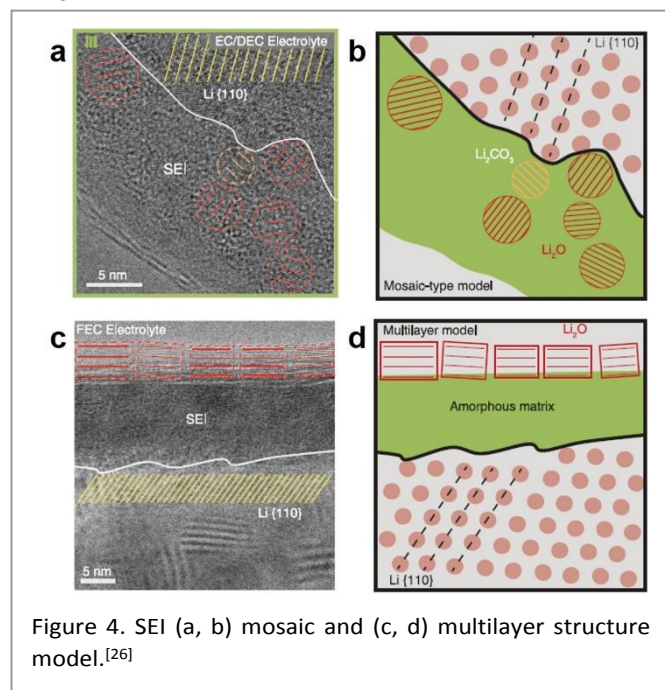 a
EC/DEC Electrolyte
Li {110}
SEI
5 nm
b
Li {110}
Li₂CO₃
Li₂O
Mosaic-type model
c
FEC Electrolyte
SEI
Li {110}
5 nm
d
Multilayer model
Li₂O
Amorphous matrix
Li {110}
Figure 4. SEI (a, b) mosaic and (c, d) multilayer structure
model.[26]